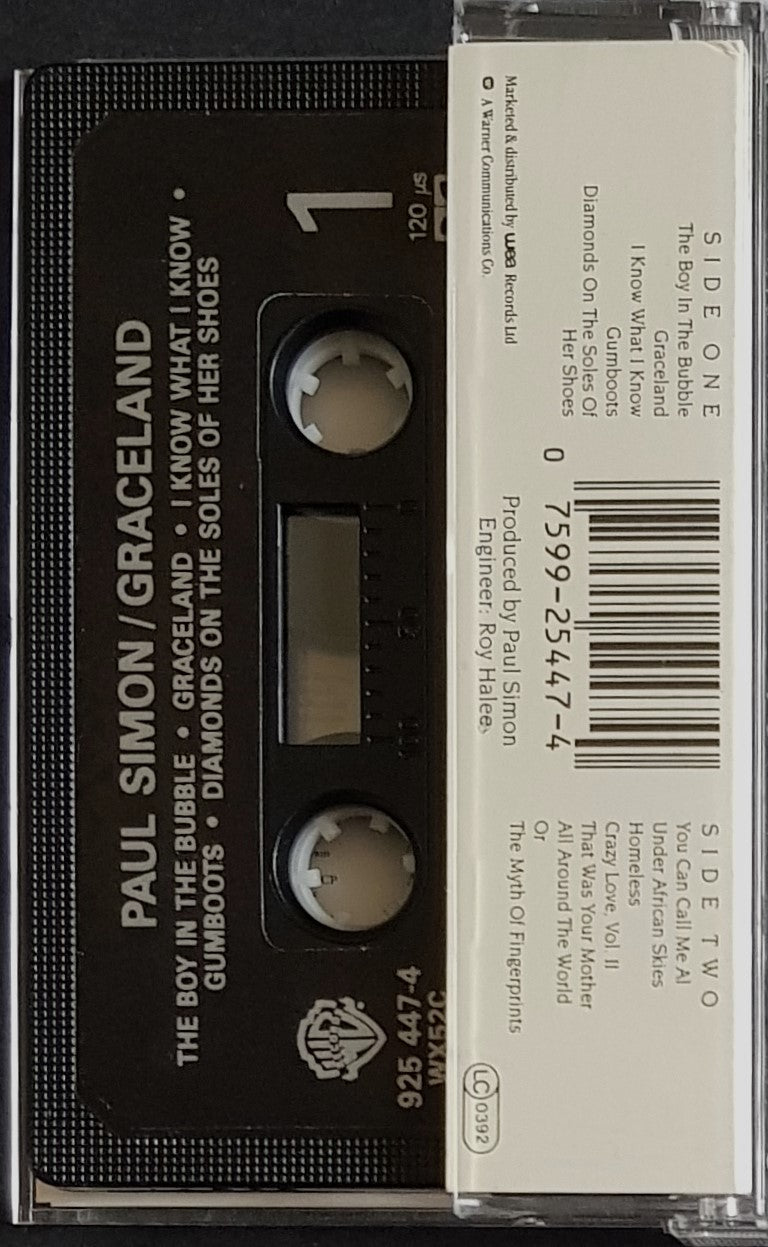 PAUL SIMON / GRACELAND
THE BOY IN THE BUBBLE • GRACELAND • I KNOW WHAT I KNOW •
GUMBOOTS • DIAMONDS ON THE SOLES OF HER SHOES
1
120 µs
925 447-4
WX52C
SIDE ONE
The Boy In The Bubble
Graceland
I Know What I Know
Gumboots
Diamonds On The Soles Of
Her Shoes
Marketed & distributed by wea Records Ltd
A Warner Communications Co.
0 7599-25447-4
Produced by Paul Simon
Engineer: Roy Halee
SIDE TWO
You Can Call Me Al
Under African Skies
Homeless
Crazy Love, Vol. II
That Was Your Mother
All Around The World
Or
The Myth Of Fingerprints
LC 0392